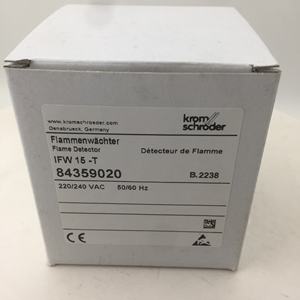 krom
schröder
www.kromschroeder.com
Osnabrueck, Germany
Flammenwächter
Flame Detector
Détecteur de Flamme
IFW 15 -T
84359020
B.2238
220/240 VAC 50/60 Hz
CE